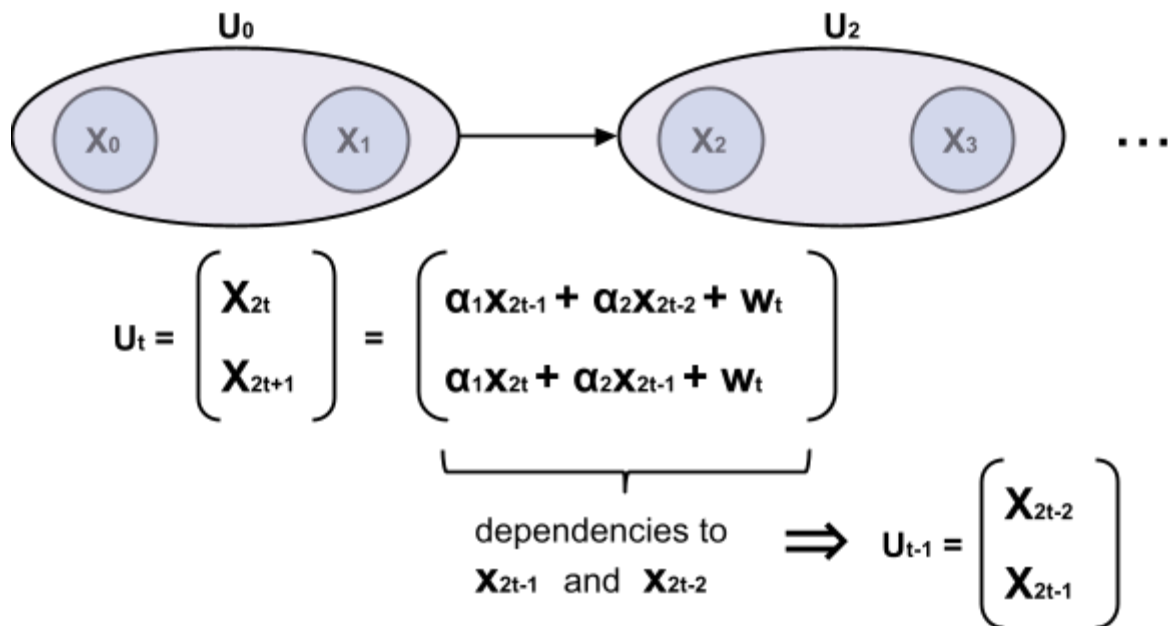 U₀ U₂
X₀ X₁ X₂ X₃ ...
Uₜ = ( X₂ₜ ) = ( α₁x₂ₜ₋₁ + α₂x₂ₜ₋₂ + wₜ )
( X₂ₜ₊₁ ) ( α₁x₂ₜ + α₂x₂ₜ₋₁ + wₜ )
dependencies to
x₂ₜ₋₁ and x₂ₜ₋₂ ⇒ Uₜ₋₁ = ( X₂ₜ₋₂
X₂ₜ₋₁ )